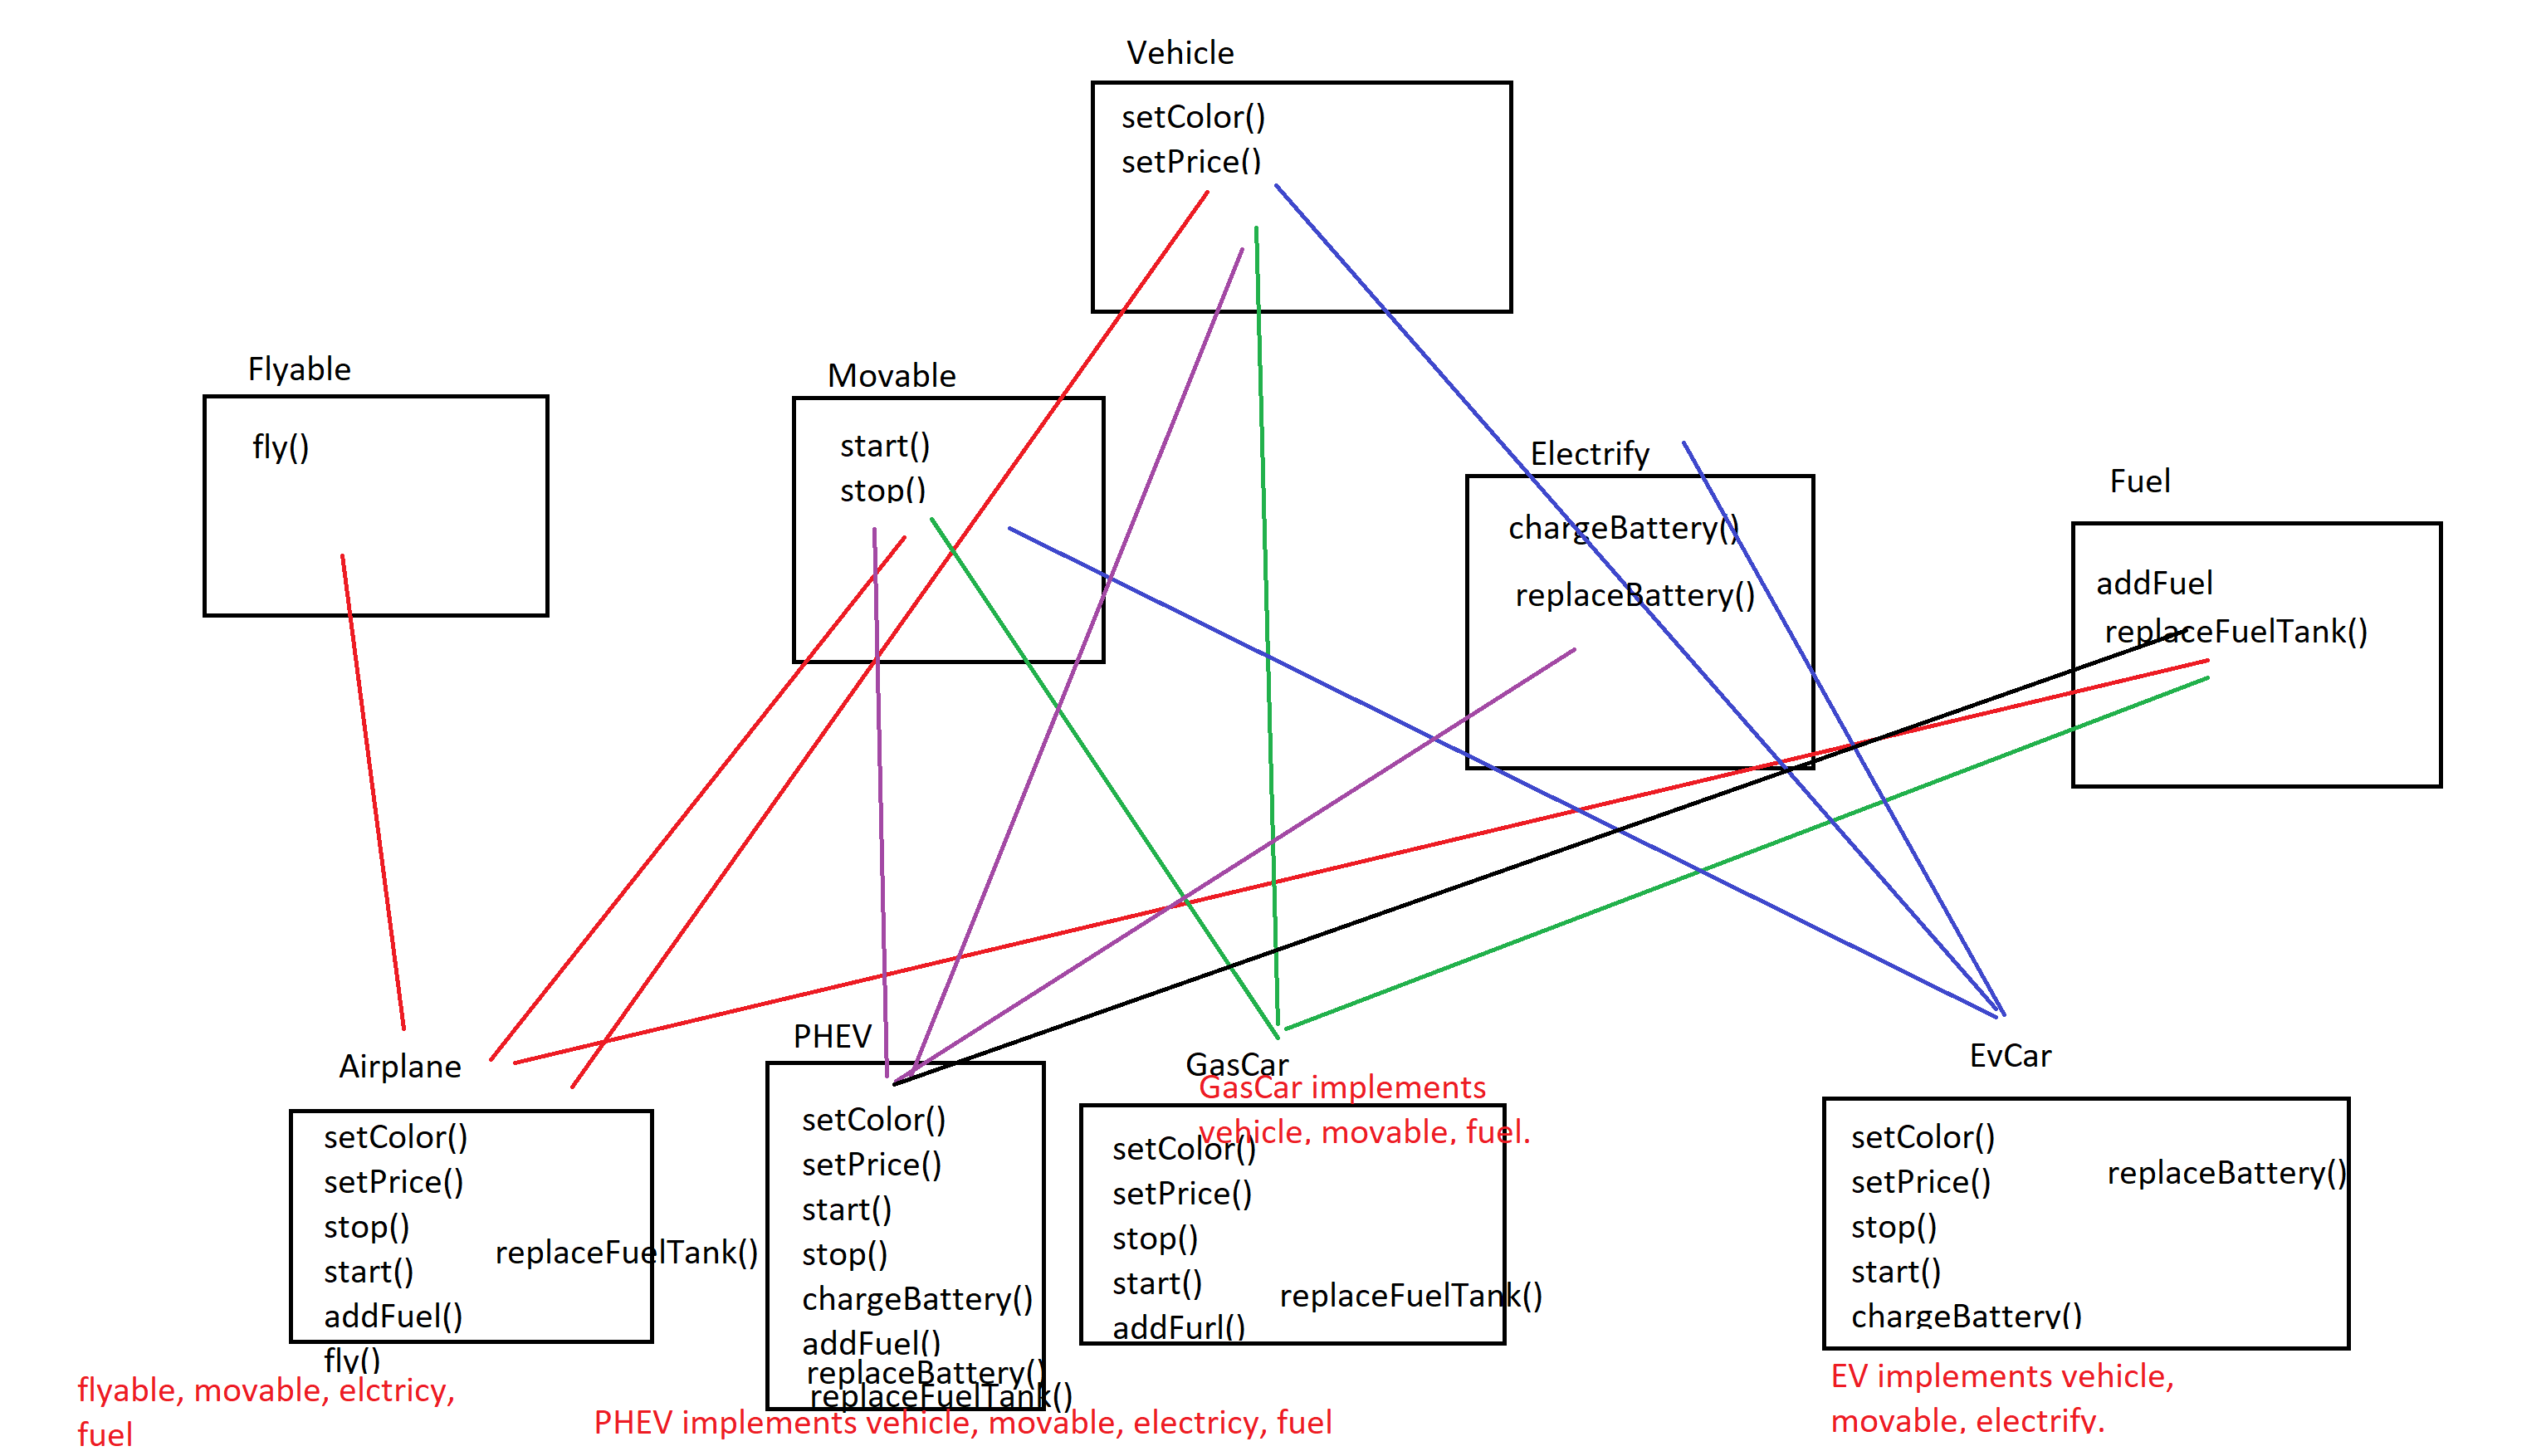 Vehicle
setColor()
setPrice()
Flyable
fly()
Movable
start()
stop()
Electrify
chargeBattery()
replaceBattery()
Fuel
addFuel
replaceFuelTank()
Airplane
setColor()
setPrice()
stop()
start()
addFuel()
fly()
replaceFuelTank()
flyable, movable, elctricy,
fuel
PHEV
setColor()
setPrice()
start()
stop()
chargeBattery()
addFuel()
replaceBattery()
replaceFuelTank()
PHEV implements vehicle, movable, electricy, fuel
GasCar
GasCar implements
vehicle, movable, fuel.
setColor()
setPrice()
stop()
start()
addFurl()
replaceFuelTank()
EvCar
setColor()
setPrice()
stop()
start()
chargeBattery()
replaceBattery()
EV implements vehicle,
movable, electrify.